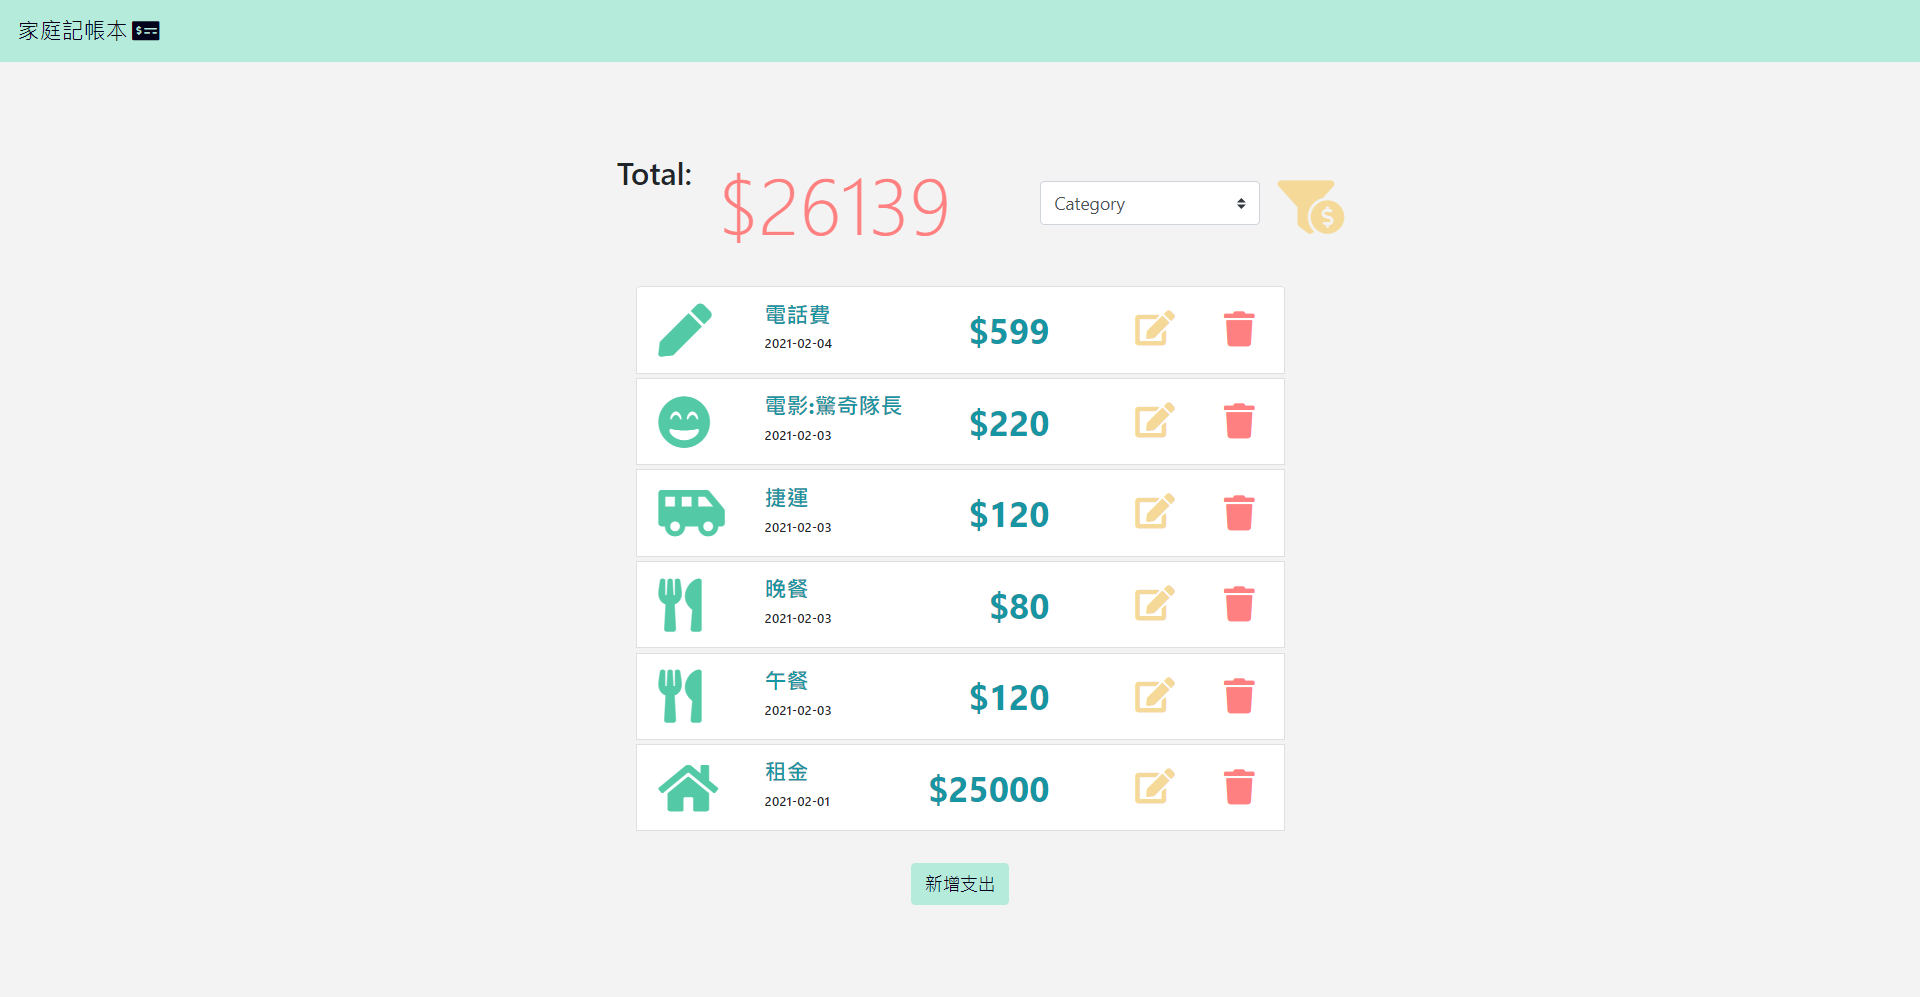 家庭記帳本
Total:
$26139
Category
電話費
2021-02-04
$599
電影:驚奇隊長
2021-02-03
$220
捷運
2021-02-03
$120
晚餐
2021-02-03
$80
午餐
2021-02-03
$120
租金
2021-02-01
$25000
新增支出